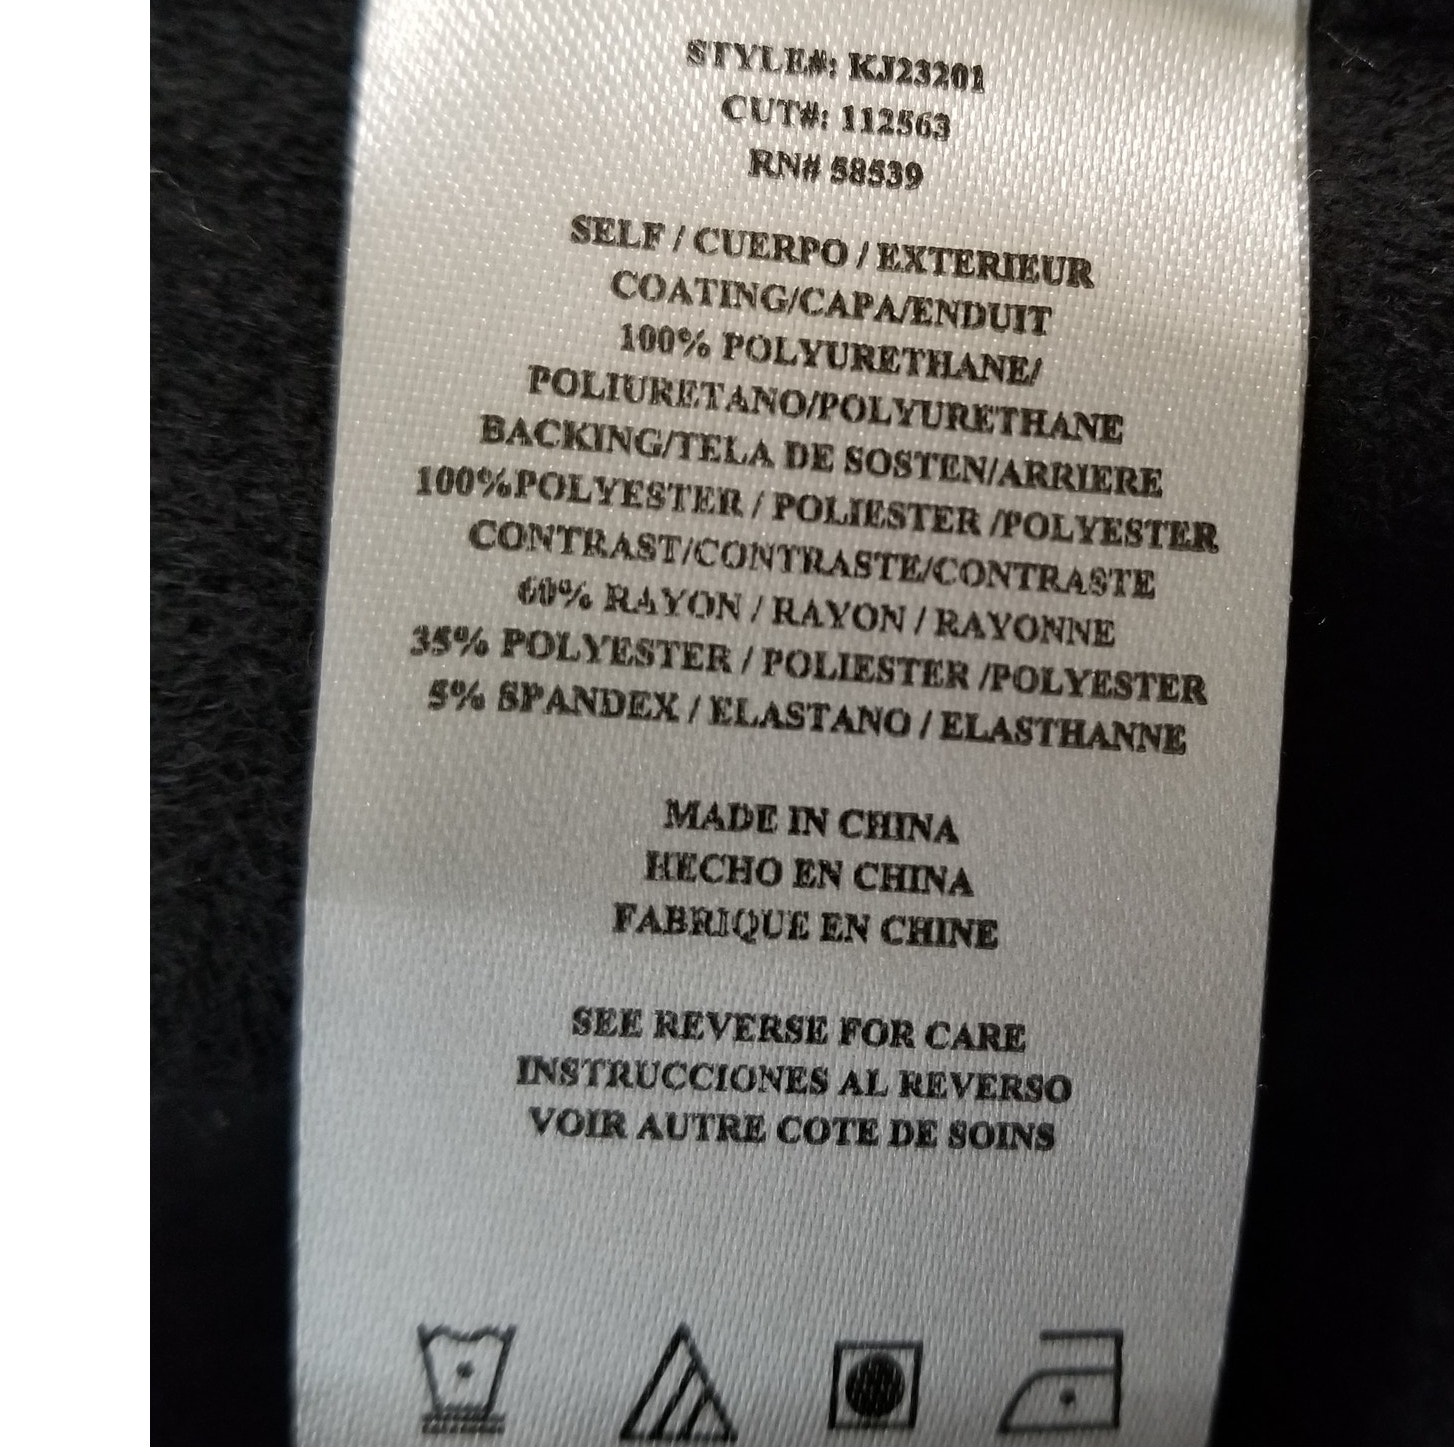 STYLE#: KJ23201
CUT#: 112563
RN# 58539
SELF / CUERPO / EXTERIEUR
COATING/CAPA/ENDUIT
100% POLYURETHANE/
POLIURETANO/POLYURETHANE
BACKING/TELA DE SOSTEN/ARRIERE
100%POLYESTER / POLIESTER /POLYESTER
CONTRAST/CONTRASTE/CONTRASTE
60% RAYON / RAYON / RAYONNE
35% POLYESTER / POLIESTER /POLYESTER
5% SPANDEX / ELASTANO / ELASTHANNE
MADE IN CHINA
HECHO EN CHINA
FABRIQUE EN CHINE
SEE REVERSE FOR CARE
INSTRUCCIONES AL REVERSO
VOIR AUTRE COTE DE SOINS